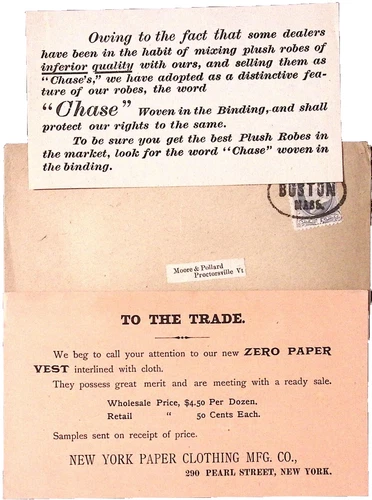 Owing to the fact that some dealers
have been in the habit of mixing plush robes of
inferior quality with ours, and selling them as
"Chase's," we have adopted as a distinctive fea-
ture of our robes, the word
"Chase" Woven in the Binding, and shall
protect our rights to the same.
To be sure you get the best Plush Robes in
the market, look for the word "Chase" woven in
the binding.
BOSTON
MASS.
Moore & Pollard
Proctorsville Vt
TO THE TRADE.
We beg to call your attention to our new ZERO PAPER
VEST interlined with cloth.
They possess great merit and are meeting with a ready sale.
Wholesale Price, $4.50 Per Dozen.
Retail " 50 Cents Each.
Samples sent on receipt of price.
NEW YORK PAPER CLOTHING MFG. CO.,
290 PEARL STREET, NEW YORK.